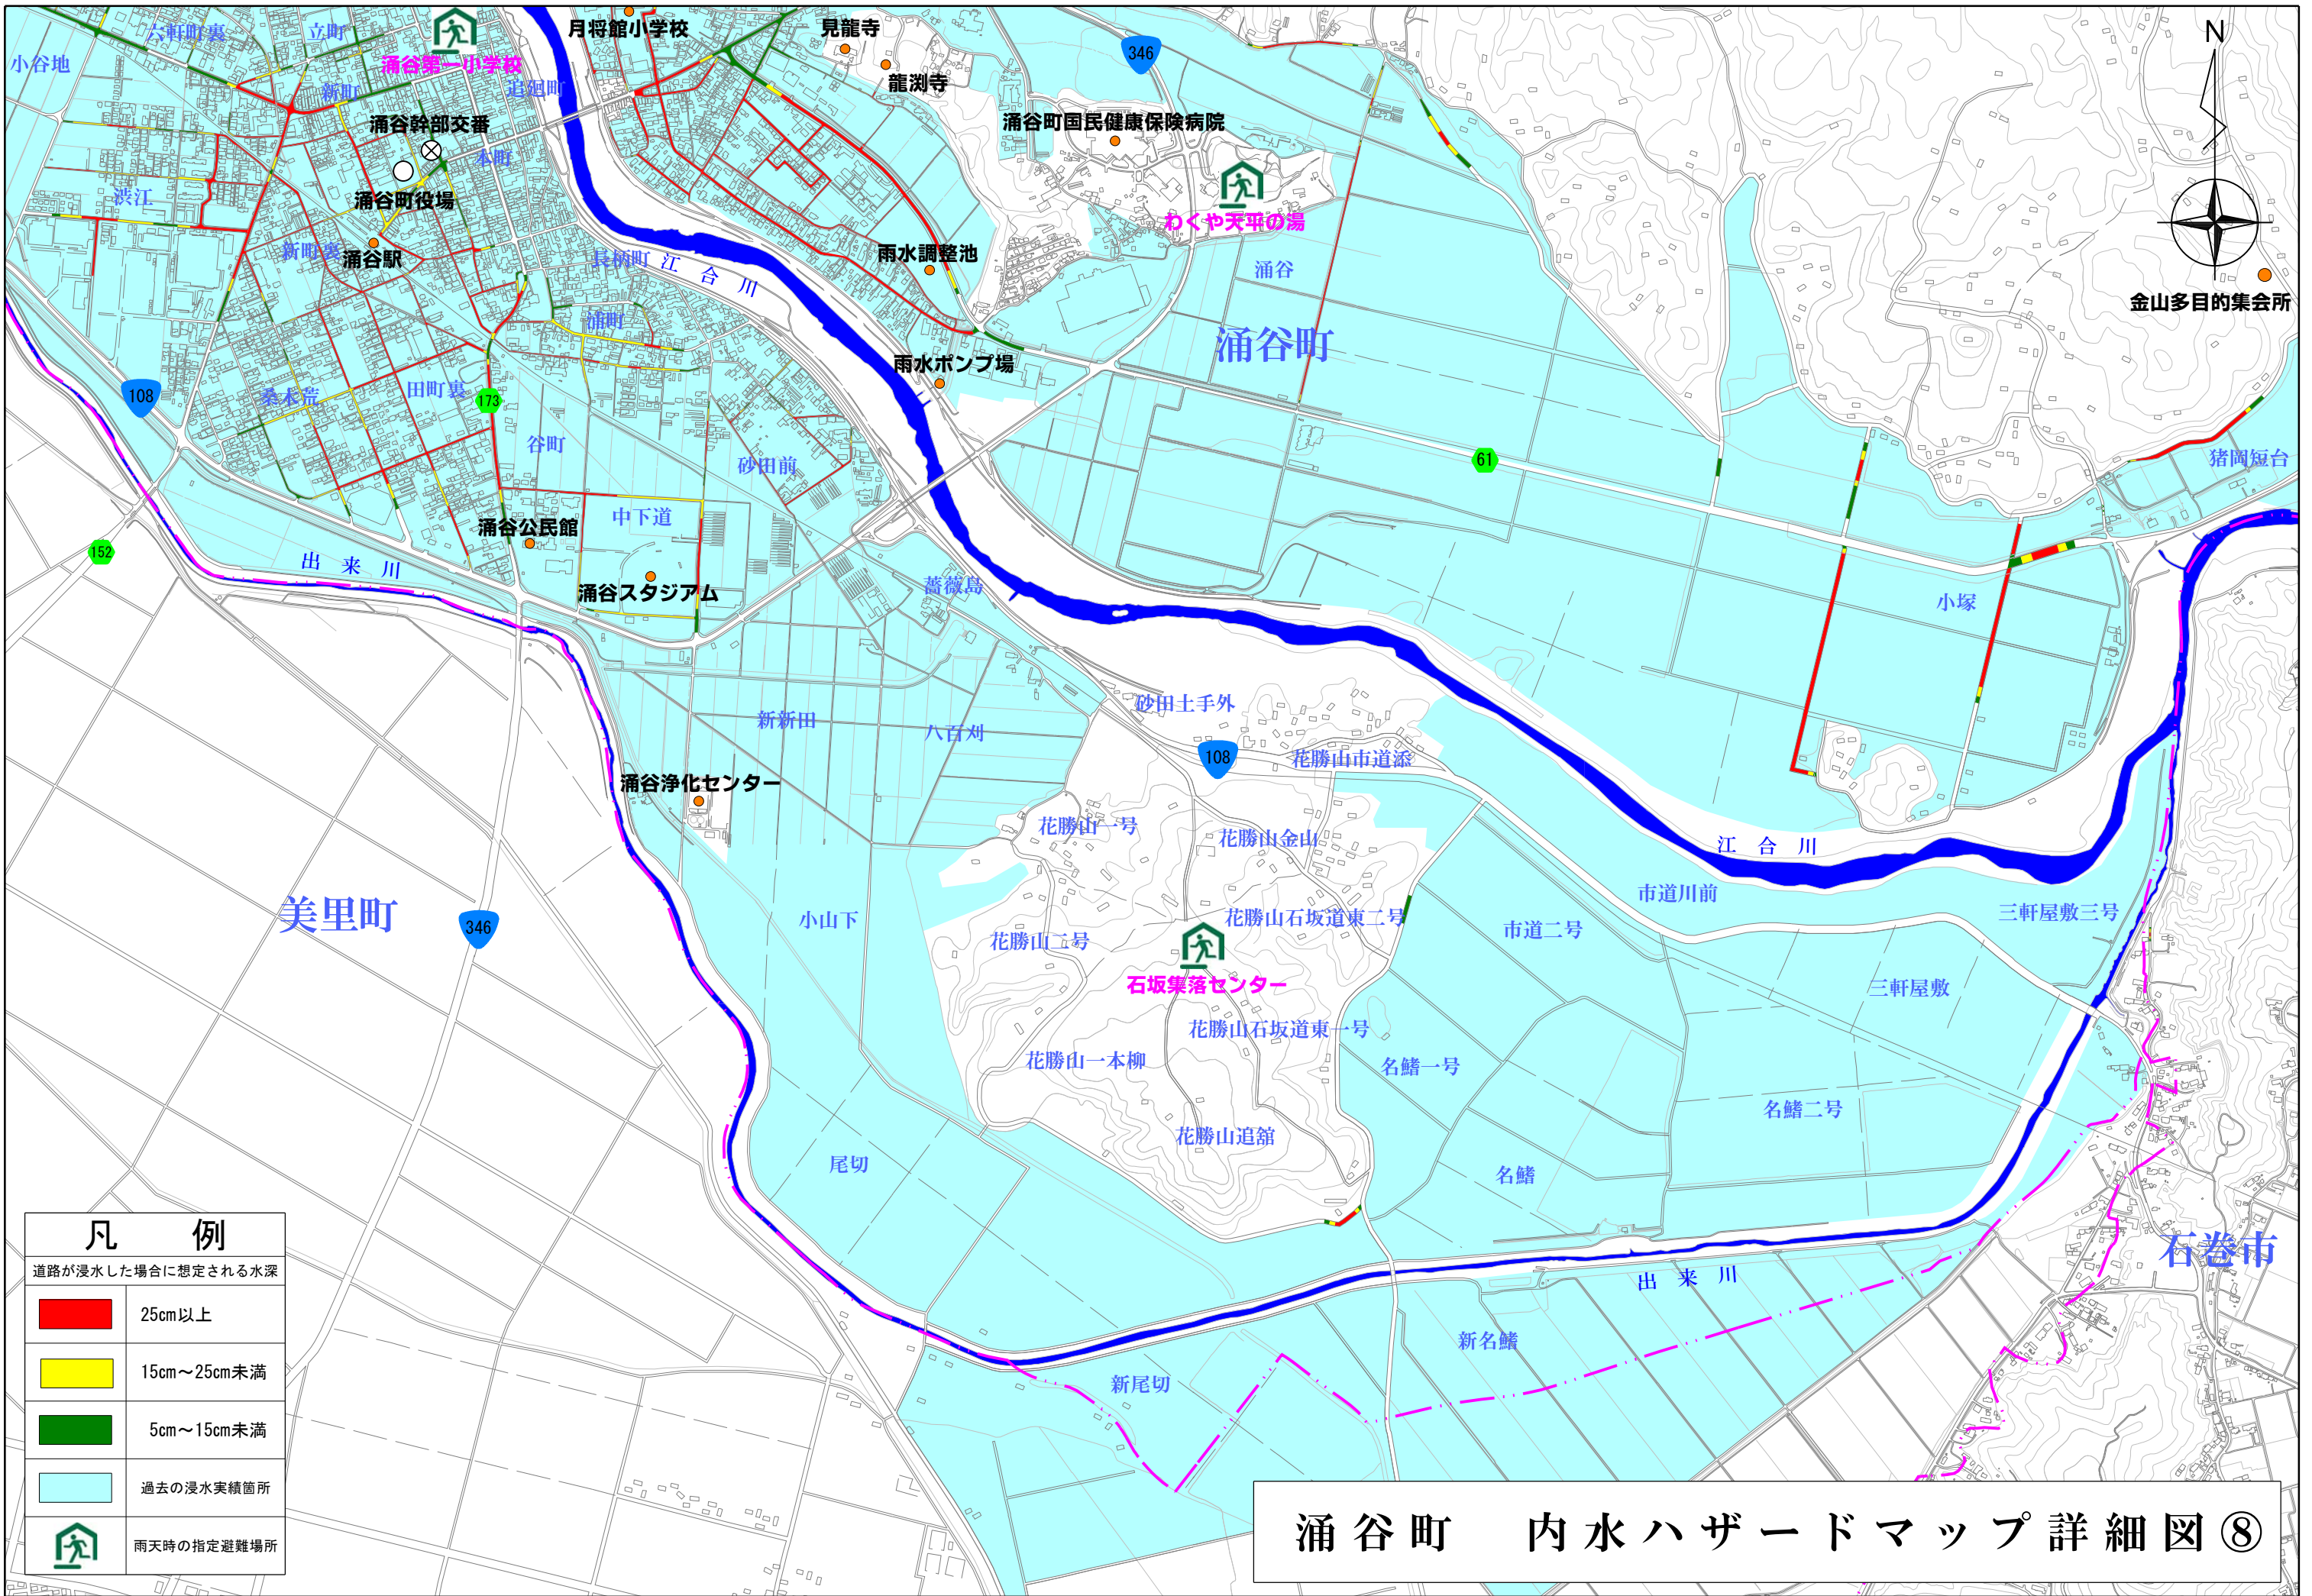 六軒町裏
立町
月将館小学校
見龍寺
N
小谷地
涌谷第一小学校
346
龍渕寺
新町
追廻町
涌谷幹部交番
涌谷町国民健康保険病院
本町
渋江
涌谷町役場
わくや天平の湯
新町裏
涌谷駅
長柄町
江合川
雨水調整池
涌谷
金山多目的集会所
浦町
涌谷町
雨水ポンプ場
108
桑木荒
田町裏
173
谷町
砂田前
61
猪岡短台
中下道
涌谷公民館
152
出来川
涌谷スタジアム
薔薇島
小塚
砂田土手外
新新田
八百刈
108
花勝山市道添
涌谷浄化センター
花勝山一号
花勝山金山
江合川
市道川前
美里町
346
小山下
花勝山石坂道東二号
市道二号
三軒屋敷三号
花勝山二号
石坂集落センター
三軒屋敷
花勝山石坂道東一号
花勝山一本柳
名鰭一号
名鰭二号
花勝山追舘
尾切
名鰭
石巻市
出来川
新名鰭
新尾切
凡例
道路が浸水した場合に想定される水深
25cm以上
15cm～25cm未満
5cm～15cm未満
過去の浸水実績箇所
雨天時の指定避難場所
涌谷町　内水ハザードマップ詳細図⑧